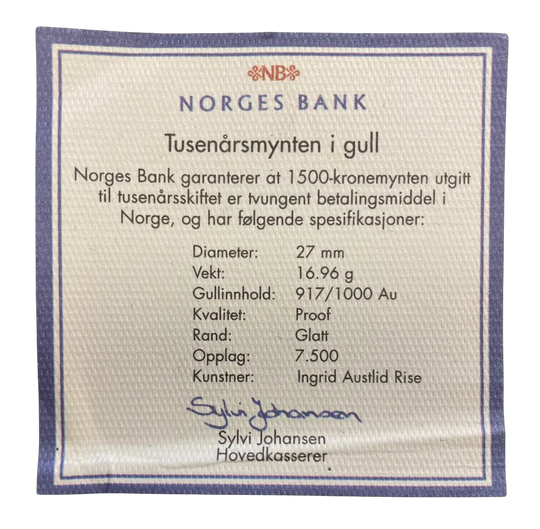 NB
NORGES BANK
Tusenårsmynten i gull
Norges Bank garanterer at 1500-kronemynten utgitt
til tusenårsskiftet er tvungent betalingsmiddel i
Norge, og har følgende spesifikasjoner:
Diameter: 27 mm
Vekt: 16.96 g
Gullinnhold: 917/1000 Au
Kvalitet: Proof
Rand: Glatt
Opplag: 7.500
Kunstner: Ingrid Austlid Rise
Sylvi Johansen
Sylvi Johansen
Hovedkasserer